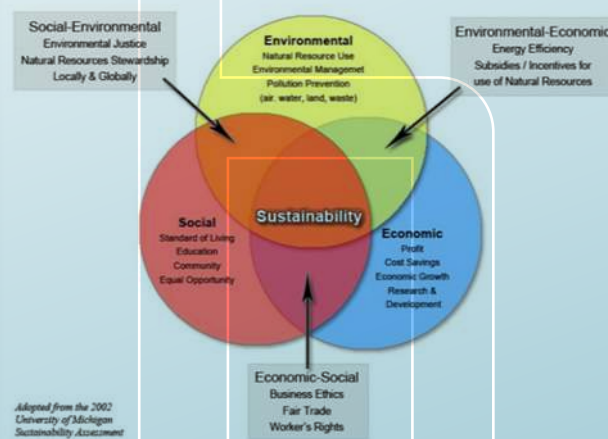 Social-Environmental
Environmental Justice
Natural Resources Stewardship
Locally & Globally
Environmental
Natural Resource Use
Environmental Managemet
Pollution Prevention
(air, water, land, waste)
Environmental-Economic
Energy Efficiency
Subsidies / Incentives for
use of Natural Resources
Sustainability
Social
Standard of Living
Education
Community
Equal Opportunity
Economic
Profit
Cost Savings
Economic Growth
Research &
Development
Economic-Social
Business Ethics
Fair Trade
Worker's Rights
Adapted from the 2002
University of Michigan
Sustainability Assessment